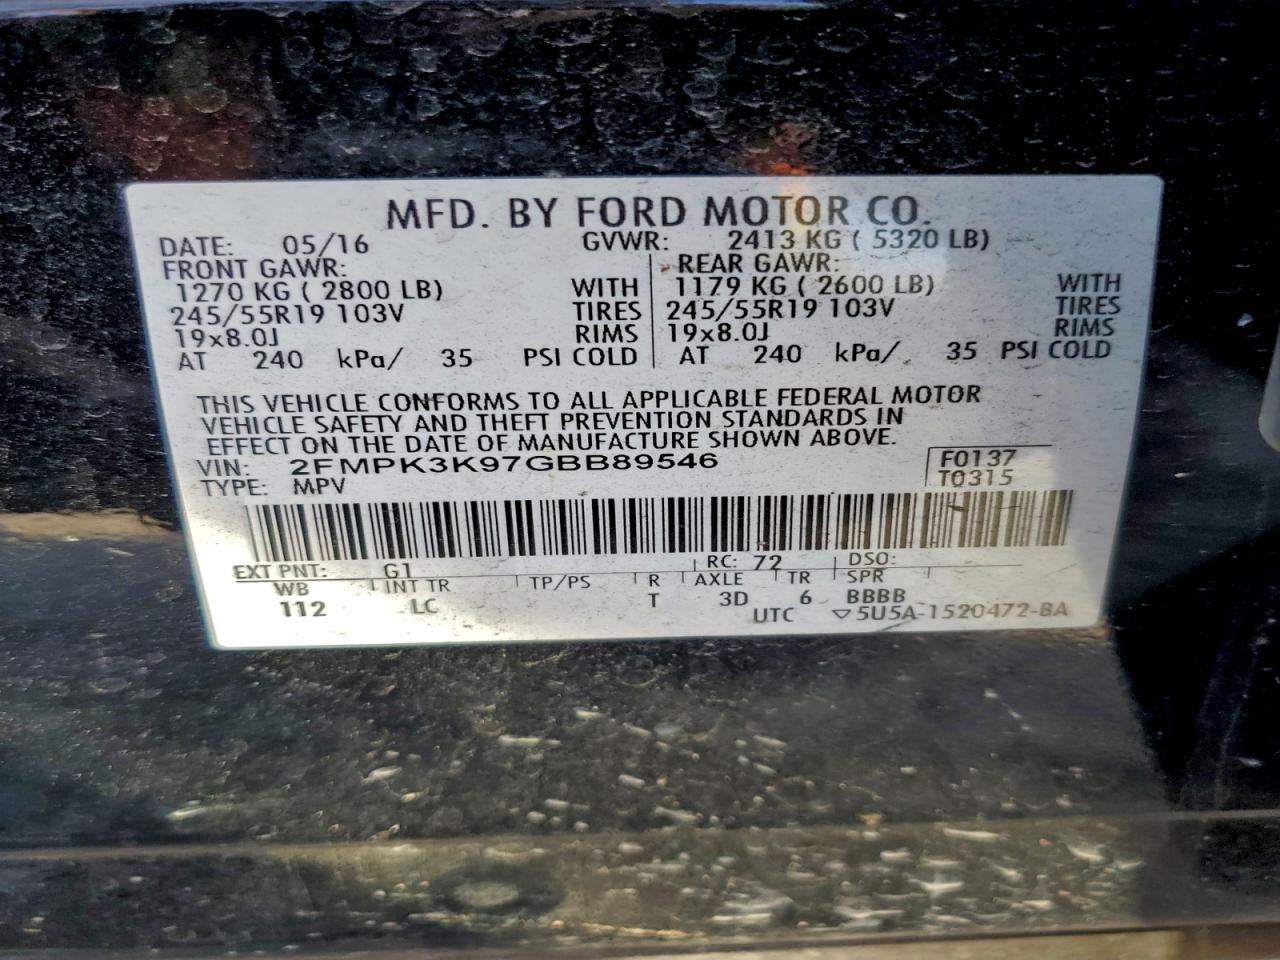 MFD. BY FORD MOTOR CO.
DATE: 05/16 GVWR: 2413 KG ( 5320 LB)
FRONT GAWR: REAR GAWR:
1270 KG ( 2800 LB) WITH 1179 KG ( 2600 LB) WITH
245/55R19 103V TIRES 245/55R19 103V TIRES
19x8.0J RIMS 19x8.0J RIMS
AT 240 kPa/ 35 PSI COLD AT 240 kPa/ 35 PSI COLD
THIS VEHICLE CONFORMS TO ALL APPLICABLE FEDERAL MOTOR
VEHICLE SAFETY AND THEFT PREVENTION STANDARDS IN
EFFECT ON THE DATE OF MANUFACTURE SHOWN ABOVE.
VIN: 2FMPK3K97GBB89546 F0137
TYPE: MPV T0315
EXT PNT: G1 RC: 72 DSO:
WB INT TR TP/PS R AXLE TR SPR
112 LC T 3D 6 BBBB
UTC ▽5U5A-1520472-BA